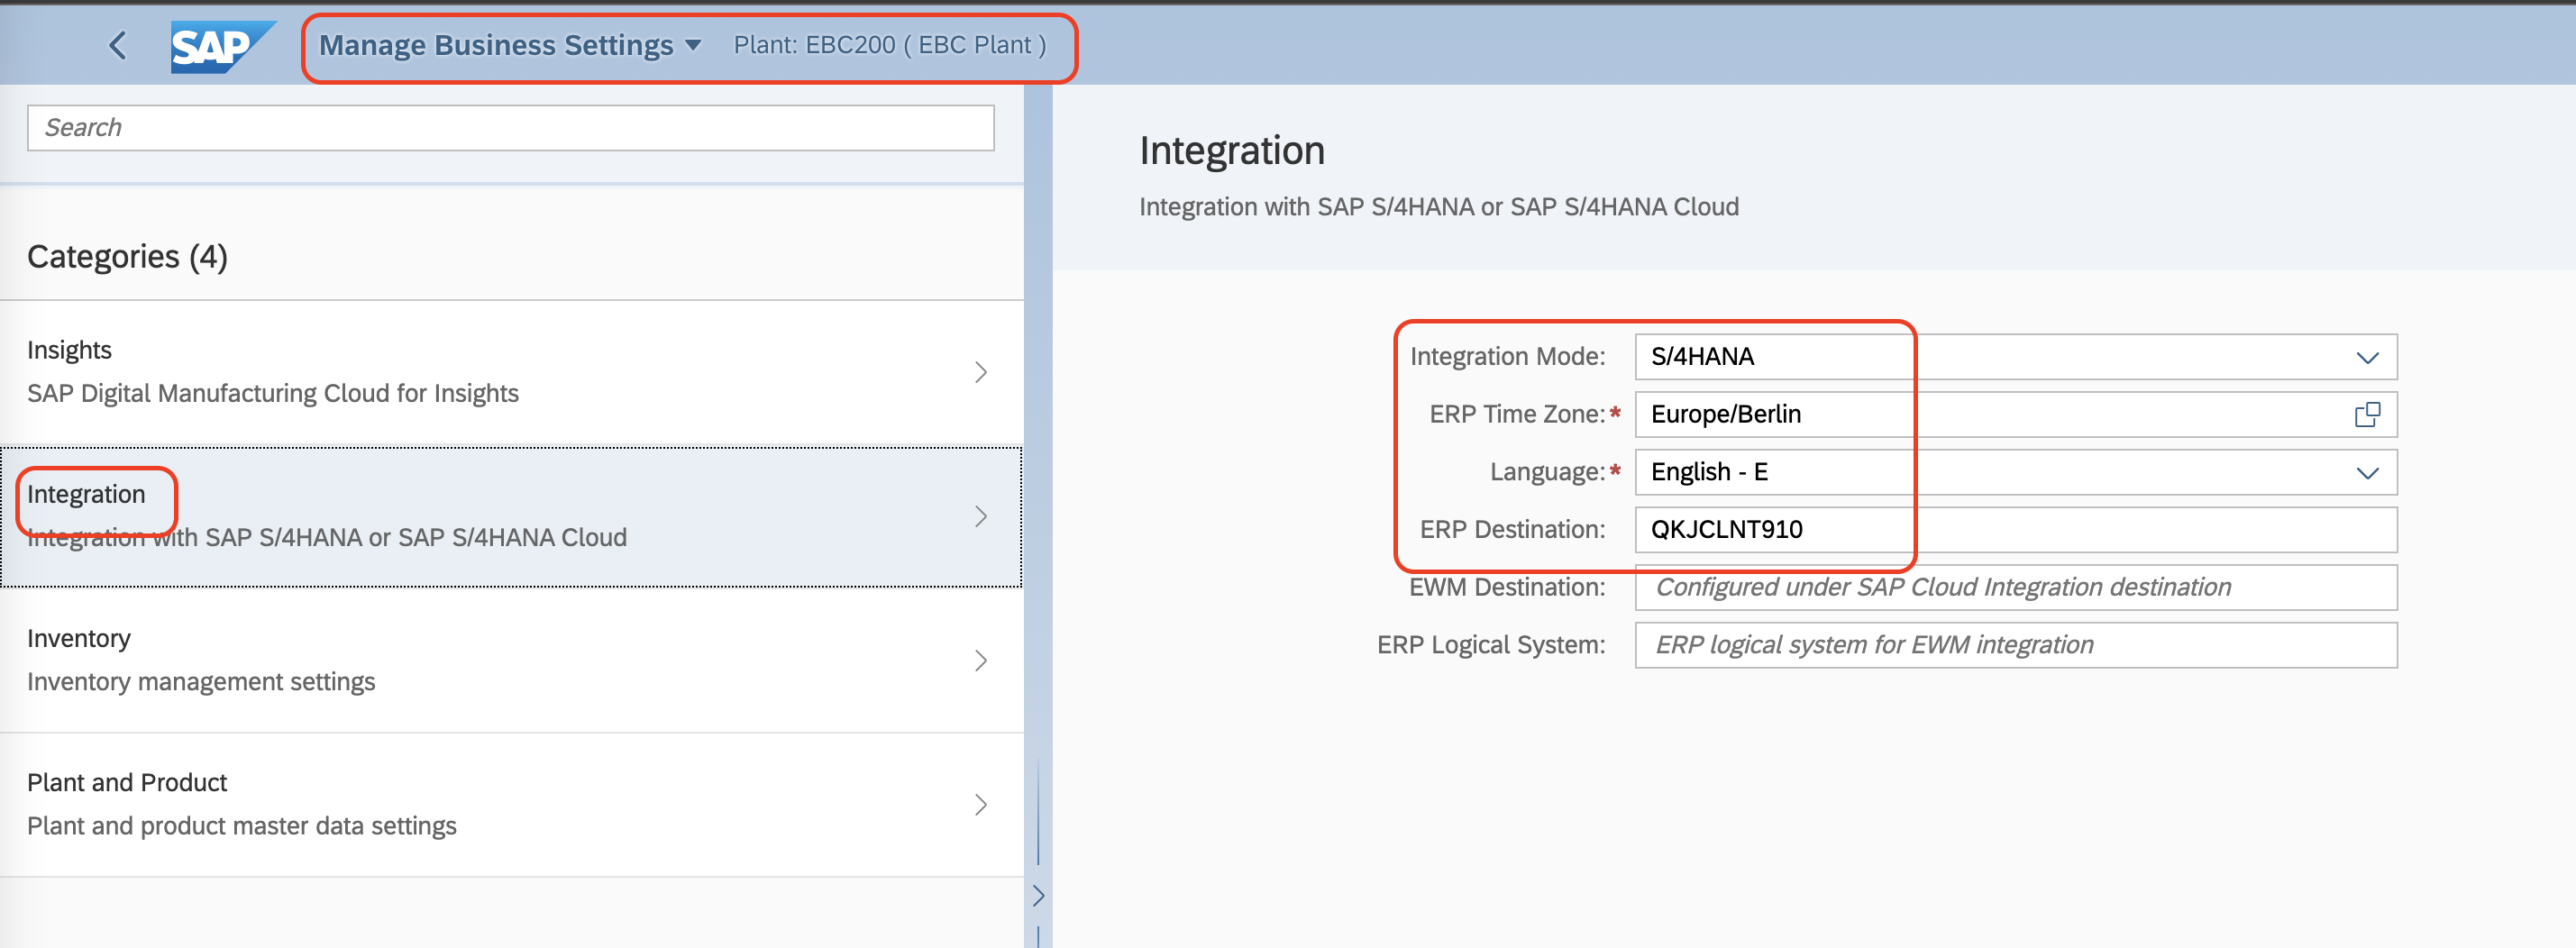 SAP Manage Business Settings Plant: EBC200 ( EBC Plant )
Search
Categories (4)
Insights
SAP Digital Manufacturing Cloud for Insights
Integration
Integration with SAP S/4HANA or SAP S/4HANA Cloud
Inventory
Inventory management settings
Plant and Product
Plant and product master data settings
Integration
Integration with SAP S/4HANA or SAP S/4HANA Cloud
Integration Mode: S/4HANA
ERP Time Zone:* Europe/Berlin
Language:* English - E
ERP Destination: QKJCLNT910
EWM Destination: Configured under SAP Cloud Integration destination
ERP Logical System: ERP logical system for EWM integration